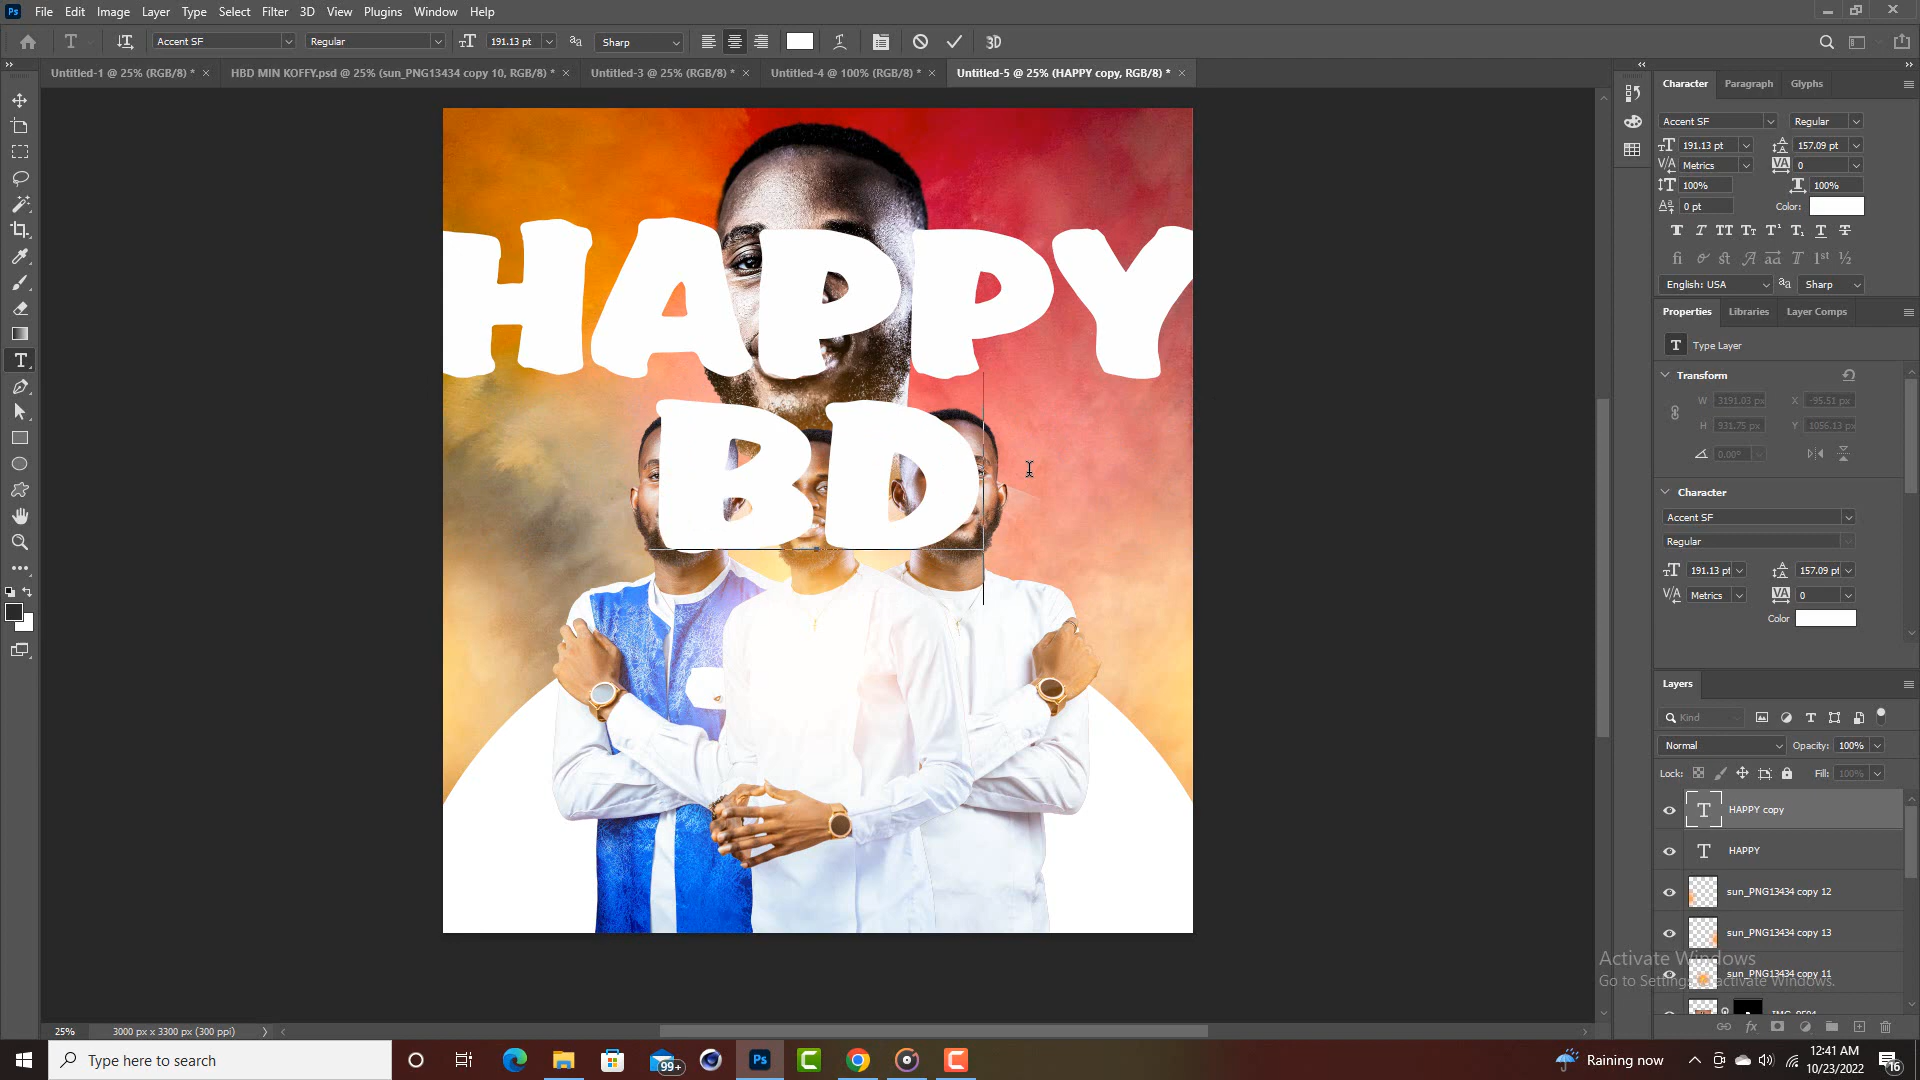 Ps File Edit Image Layer Type Select Filter 3D View Plugins Window Help
Accent SF Regular 191.13 pt Sharp 3D
Untitled-1 @ 25% (RGB/8) * × HBD MIN KOFFY.psd @ 25% (sun_PNG13434 copy 10, RGB/8) * × Untitled-3 @ 25% (RGB/8) * × Untitled-4 @ 100% (RGB/8) * × Untitled-5 @ 25% (HAPPY copy, RGB/8) * ×
Character Paragraph Glyphs
Accent SF Regular
191.13 pt 157.09 pt
Metrics 0
100% 100%
0 pt Color:
English: USA Sharp
Properties Libraries Layer Comps
Type Layer
Transform
W 3191.03 px X -95.51 px
H 931.75 px Y 1056.13 px
0.00°
Character
Accent SF
Regular
191.13 pt 157.09 pt
Metrics 0
Color
HAPPY
BD
Layers
Kind
Normal Opacity: 100%
Lock: Fill: 100%
HAPPY copy
HAPPY
sun_PNG13434 copy 12
sun_PNG13434 copy 13
sun_PNG13434 copy 11
Activate Windows
Go to Settings to activate Windows.
25% 3000 px x 3300 px (300 ppi)
Type here to search
99+
Ps
Raining now
12:41 AM
10/23/2022
16